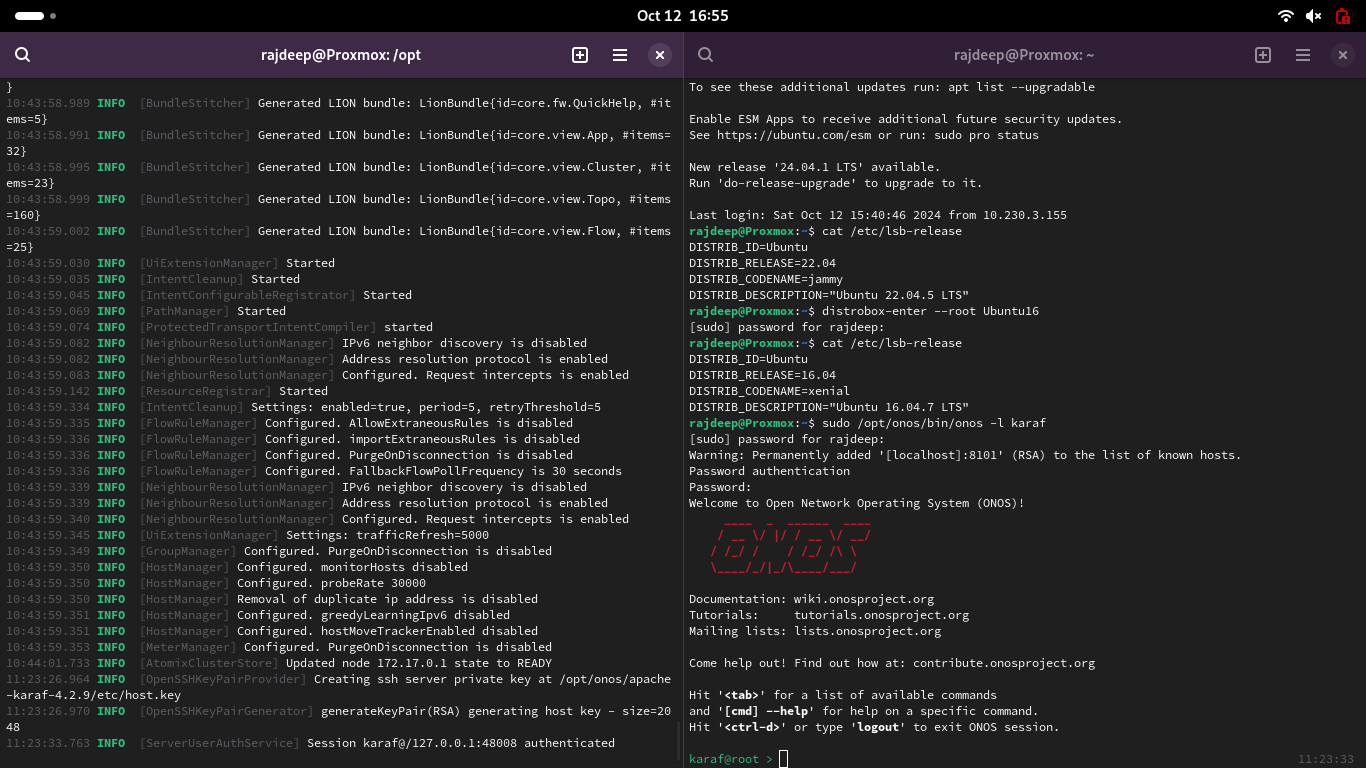 Oct 12 16:55
rajdeep@Proxmox: /opt
}
10:43:58.989 INFO [BundleStitcher] Generated LION bundle: LionBundle{id=core.fw.QuickHelp, #it
ems=5}
10:43:58.991 INFO [BundleStitcher] Generated LION bundle: LionBundle{id=core.view.App, #items=
32}
10:43:58.995 INFO [BundleStitcher] Generated LION bundle: LionBundle{id=core.view.Cluster, #it
ems=23}
10:43:58.999 INFO [BundleStitcher] Generated LION bundle: LionBundle{id=core.view.Topo, #items
=160}
10:43:59.002 INFO [BundleStitcher] Generated LION bundle: LionBundle{id=core.view.Flow, #items
=25}
10:43:59.030 INFO [UiExtensionManager] Started
10:43:59.035 INFO [IntentCleanup] Started
10:43:59.045 INFO [IntentConfigurableRegistrator] Started
10:43:59.069 INFO [PathManager] Started
10:43:59.074 INFO [ProtectedTransportIntentCompiler] started
10:43:59.082 INFO [NeighbourResolutionManager] IPv6 neighbor discovery is disabled
10:43:59.082 INFO [NeighbourResolutionManager] Address resolution protocol is enabled
10:43:59.083 INFO [NeighbourResolutionManager] Configured. Request intercepts is enabled
10:43:59.142 INFO [ResourceRegistrar] Started
10:43:59.334 INFO [IntentCleanup] Settings: enabled=true, period=5, retryThreshold=5
10:43:59.335 INFO [FlowRuleManager] Configured. AllowExtraneousRules is disabled
10:43:59.336 INFO [FlowRuleManager] Configured. importExtraneousRules is disabled
10:43:59.336 INFO [FlowRuleManager] Configured. PurgeOnDisconnection is disabled
10:43:59.336 INFO [FlowRuleManager] Configured. FallbackFlowPollFrequency is 30 seconds
10:43:59.339 INFO [NeighbourResolutionManager] IPv6 neighbor discovery is disabled
10:43:59.339 INFO [NeighbourResolutionManager] Address resolution protocol is enabled
10:43:59.340 INFO [NeighbourResolutionManager] Configured. Request intercepts is enabled
10:43:59.345 INFO [UiExtensionManager] Settings: trafficRefresh=5000
10:43:59.349 INFO [GroupManager] Configured. PurgeOnDisconnection is disabled
10:43:59.350 INFO [HostManager] Configured. monitorHosts disabled
10:43:59.350 INFO [HostManager] Configured. probeRate 30000
10:43:59.350 INFO [HostManager] Removal of duplicate ip address is disabled
10:43:59.351 INFO [HostManager] Configured. greedyLearningIpv6 disabled
10:43:59.351 INFO [HostManager] Configured. hostMoveTrackerEnabled disabled
10:43:59.353 INFO [MeterManager] Configured. PurgeOnDisconnection is disabled
10:44:01.733 INFO [AtomixClusterStore] Updated node 172.17.0.1 state to READY
11:23:26.964 INFO [OpenSSHKeyPairProvider] Creating ssh server private key at /opt/onos/apache
-karaf-4.2.9/etc/host.key
11:23:26.970 INFO [OpenSSHKeyPairGenerator] generateKeyPair(RSA) generating host key - size=20
48
11:23:33.763 INFO [ServerUserAuthService] Session karaf@/127.0.0.1:48008 authenticated
rajdeep@Proxmox: ~
To see these additional updates run: apt list --upgradable
Enable ESM Apps to receive additional future security updates.
See https://ubuntu.com/esm or run: sudo pro status
New release '24.04.1 LTS' available.
Run 'do-release-upgrade' to upgrade to it.
Last login: Sat Oct 12 15:40:46 2024 from 10.230.3.155
rajdeep@Proxmox:~$ cat /etc/lsb-release
DISTRIB_ID=Ubuntu
DISTRIB_RELEASE=22.04
DISTRIB_CODENAME=jammy
DISTRIB_DESCRIPTION="Ubuntu 22.04.5 LTS"
rajdeep@Proxmox:~$ distrobox-enter --root Ubuntu16
[sudo] password for rajdeep:
rajdeep@Proxmox:~$ cat /etc/lsb-release
DISTRIB_ID=Ubuntu
DISTRIB_RELEASE=16.04
DISTRIB_CODENAME=xenial
DISTRIB_DESCRIPTION="Ubuntu 16.04.7 LTS"
rajdeep@Proxmox:~$ sudo /opt/onos/bin/onos -l karaf
[sudo] password for rajdeep:
Warning: Permanently added '[localhost]:8101' (RSA) to the list of known hosts.
Password authentication
Password:
Welcome to Open Network Operating System (ONOS)!
     ____  _  ______  ____
    / __ \/ |/ / __ \/ __/
   / /_/ /    / /_/ /\ \
   \____/_/|_/\____/___/
Documentation: wiki.onosproject.org
Tutorials:     tutorials.onosproject.org
Mailing lists: lists.onosproject.org
Come help out! Find out how at: contribute.onosproject.org
Hit '<tab>' for a list of available commands
and '[cmd] --help' for help on a specific command.
Hit '<ctrl-d>' or type 'logout' to exit ONOS session.
karaf@root > 11:23:33